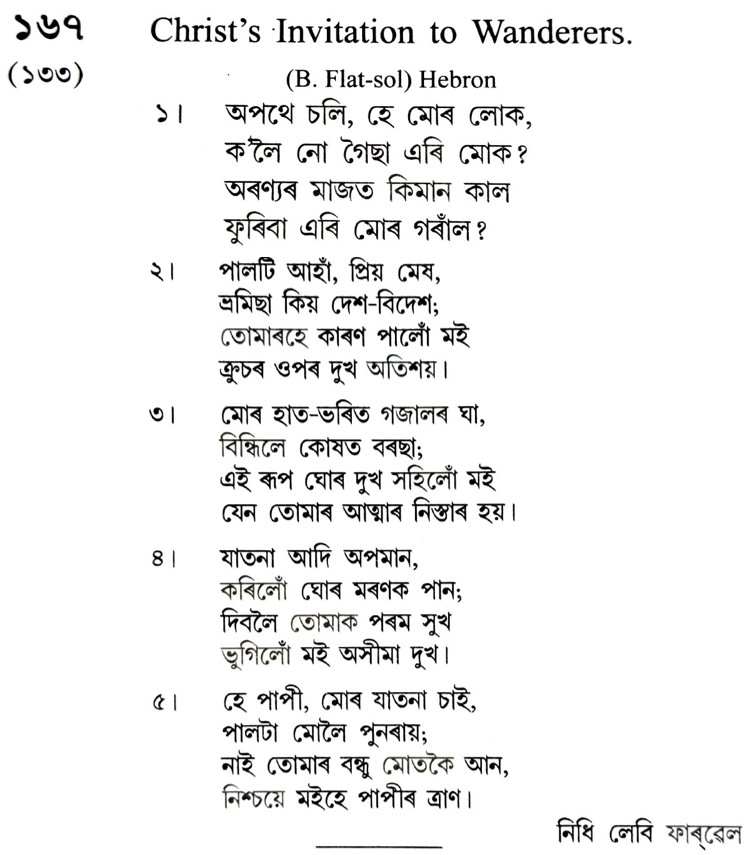 ১৬৭ Christ's Invitation to Wanderers.
(১৩৩) (B. Flat-sol) Hebron
১। অপথে চলি, হে মোৰ লোক,
ক'লৈ নো গৈছা এৰি মোক?
অৰণ্যৰ মাজত কিমান কাল
ফুৰিবা এৰি মোৰ গৰাঁল?
২। পালটি আহাঁ, প্ৰিয় মেষ,
ভ্ৰমিছা কিয় দেশ-বিদেশ;
তোমাৰহে কাৰণ পালোঁ মই
ক্ৰুচৰ ওপৰ দুখ অতিশয়।
৩। মোৰ হাত-ভৰিত গজালৰ ঘা,
বিন্ধিলে কোষত বৰছা;
এই ৰূপ ঘোৰ দুখ সহিলোঁ মই
যেন তোমাৰ আত্মাৰ নিস্তাৰ হয়।
৪। যাতনা আদি অপমান,
কৰিলোঁ ঘোৰ মৰণক পান;
দিবলৈ তোমাক পৰম সুখ
ভুগিলোঁ মই অসীমা দুখ।
৫। হে পাপী, মোৰ যাতনা চাই,
পালটা মোলৈ পুনৰায়;
নাই তোমাৰ বন্ধু মোতকৈ আন,
নিশ্চয়ে মইহে পাপীৰ ত্ৰাণ।
নিধি লেবি ফাৰ্ৱেল